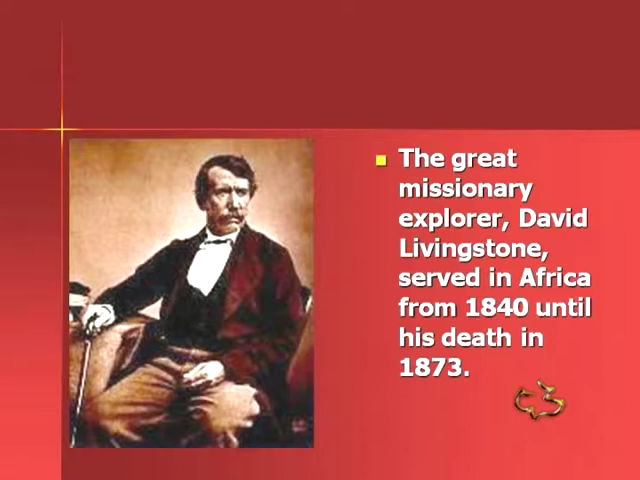 The great
missionary
explorer, David
Livingstone,
served in Africa
from 1840 until
his death in
1873.